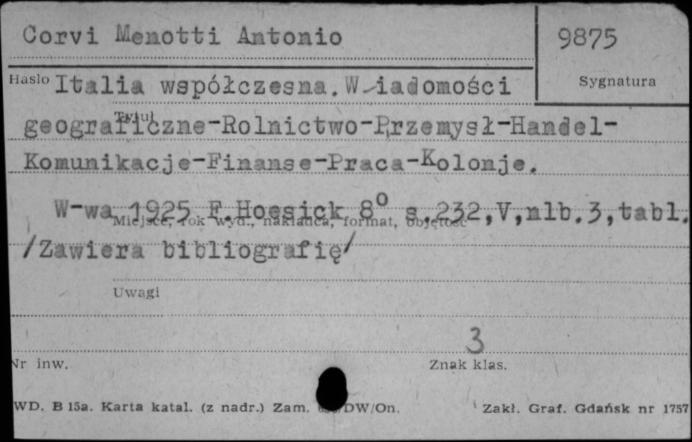 Corvi Menotti Antonio
9875
Hasło
Sygnatura
Italia współczesna. Wiadomości
Tytuł
geograficzne-Rolnictwo-Przemysł-Handel-
Komunikacje-Finanse-Praca-Kolonje.
W-wa 1925 F.Hoesick 8° s.232,V,nlb.3,tabl.
Miejsce, rok wyd., nakładca, format, objętość
/Zawiera bibliografię/
Uwagi
3
Nr inw.
Znak klas.
WD. B 15a. Karta katal. (z nadr.) Zam. DW/On.
Zakł. Graf. Gdańsk nr 1757